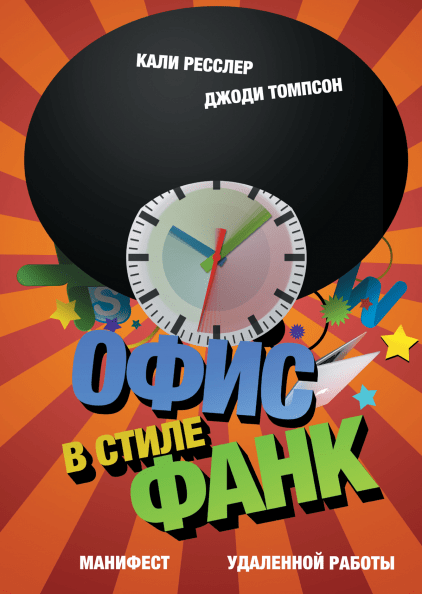 КАЛИ РЕССЛЕР
ДЖОДИ ТОМПСОН
ОФИС
В СТИЛЕ
ФАНК
МАНИФЕСТ УДАЛЕННОЙ РАБОТЫ